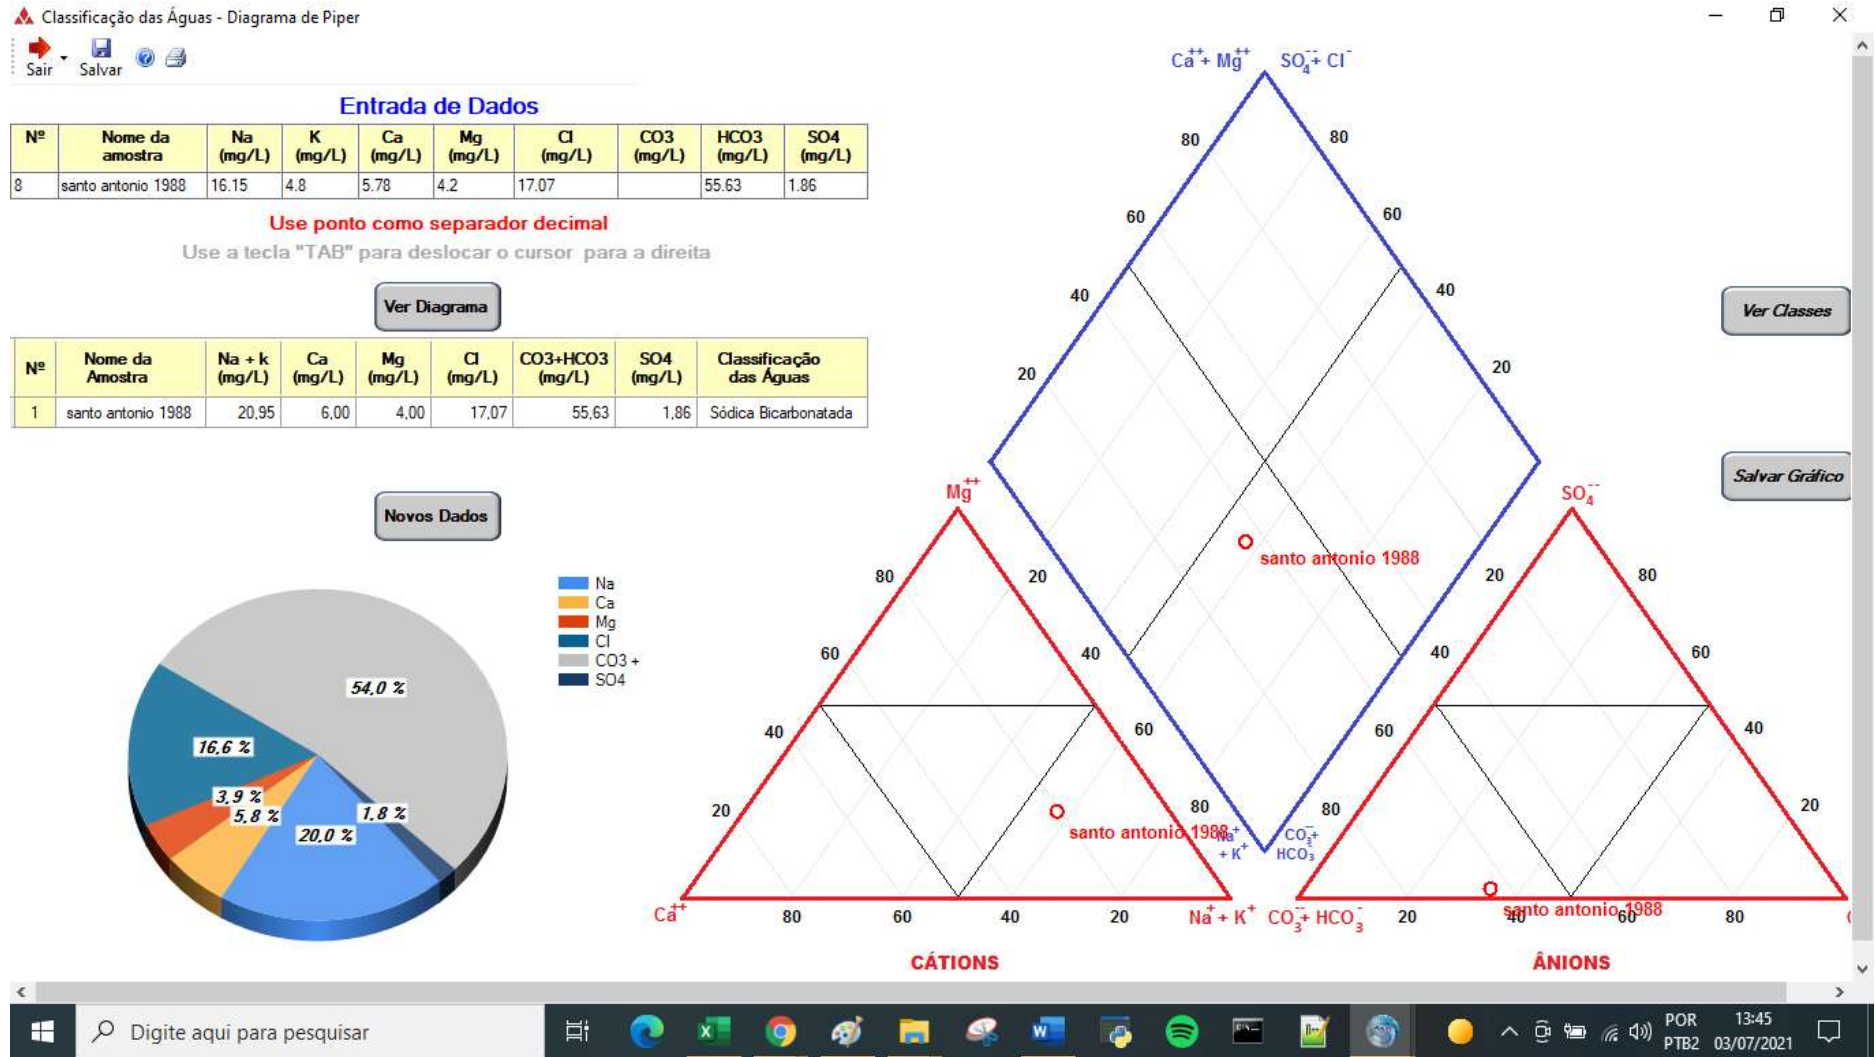 Classificação das Águas - Diagrama de Piper
Sair
Salvar
Entrada de Dados
Nº Nome da amostra Na (mg/L) K (mg/L) Ca (mg/L) Mg (mg/L) Cl (mg/L) CO3 (mg/L) HCO3 (mg/L) SO4 (mg/L)
8 santo antonio 1988 16.15 4.8 5.78 4.2 17.07 55.63 1.86
Use ponto como separador decimal
Use a tecla "TAB" para deslocar o cursor para a direita
Ver Diagrama
Nº Nome da Amostra Na + k (mg/L) Ca (mg/L) Mg (mg/L) Cl (mg/L) CO3+HCO3 (mg/L) SO4 (mg/L) Classificação das Águas
1 santo antonio 1988 20,95 6,00 4,00 17,07 55,63 1,86 Sódica Bicarbonatada
Novos Dados
Na
Ca
Mg
Cl
CO3 +
SO4
54,0 %
16,6 %
3,9 %
5,8 %
20,0 %
1,8 %
Ca++ + Mg++ SO4-- + Cl-
80 80
60 60
40 40
20 20
santo antonio 1988
Na+ + K+ CO3-- + HCO3-
Ver Classes
Salvar Gráfico
Mg++
80 20
60 40
40 60
20 80
santo antonio 1988
Ca++ 80 60 40 20 Na+ + K+
CÁTIONS
SO4--
20 80
40 60
60 40
80 20
santo antonio 1988
CO3-- + HCO3- 20 40 60 80
ÂNIONS
Digite aqui para pesquisar
POR
PTB2
13:45
03/07/2021